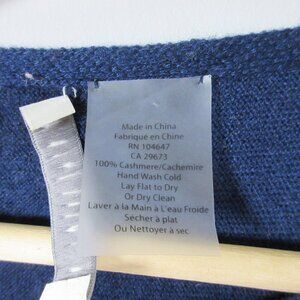 Made in China
Fabriqué en Chine
RN 104647
CA 29673
100% Cashmere/Cachemire
Hand Wash Cold
Lay Flat to Dry
Or Dry Clean
Laver à la Main à L'eau Froide
Sécher à plat
Ou Nettoyer à sec